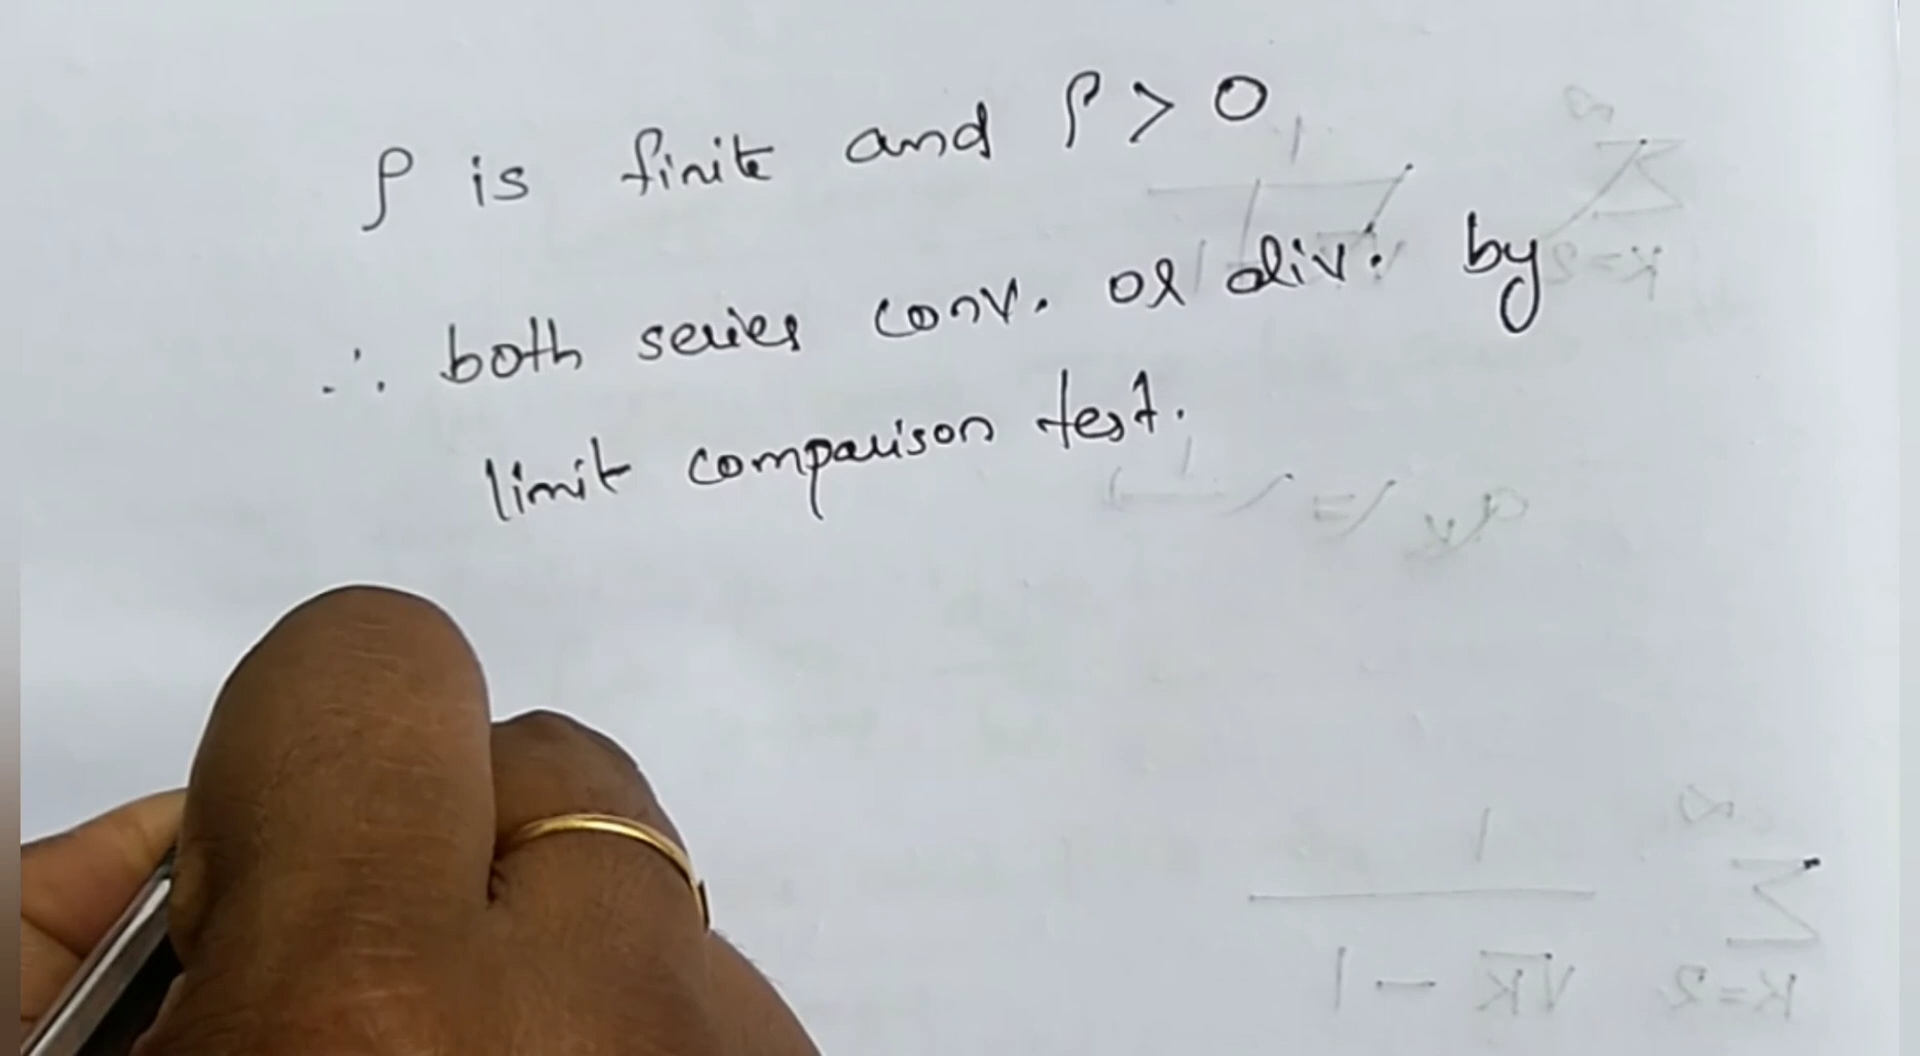 ρ is finite and ρ > 0
∴ both series conv. or div. by
limit comparison test.